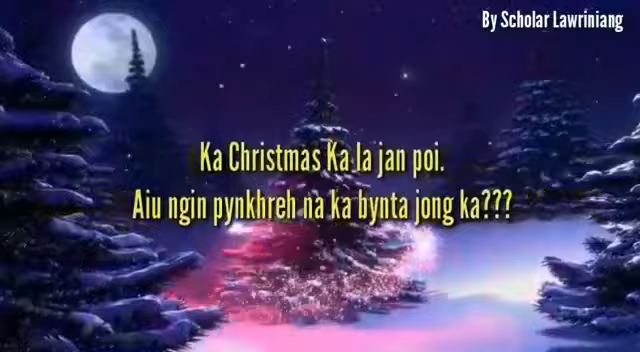 By Scholar Lawriniang
Ka Christmas Ka la jan poi.
Aiu ngin pynkhreh na ka bynta jong ka???